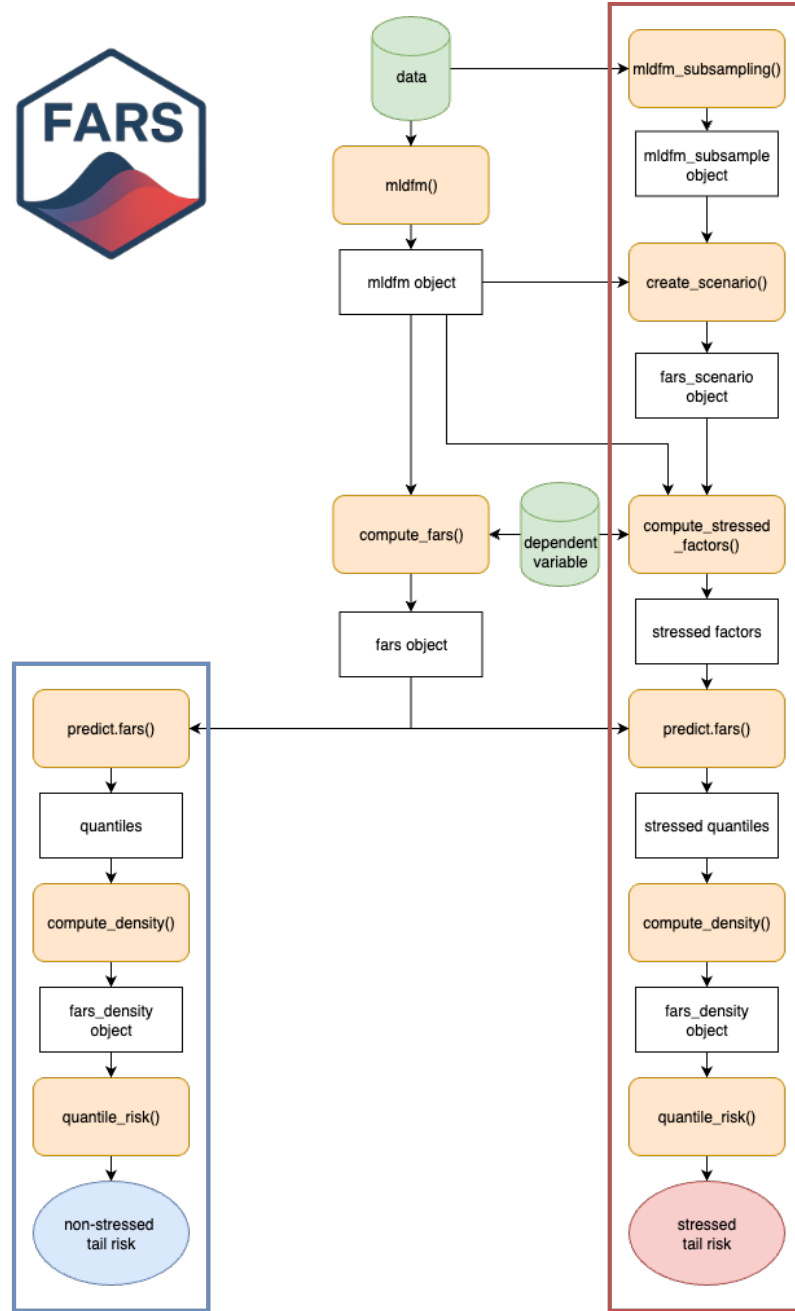 FARS
data
mldfm_subsampling()
mldfm()
mldfm_subsample
object
mldfm object
create_scenario()
fars_scenario
object
compute_fars()
dependent
variable
compute_stressed
_factors()
fars object
stressed factors
predict.fars()
predict.fars()
quantiles
stressed quantiles
compute_density()
compute_density()
fars_density
object
fars_density
object
quantile_risk()
quantile_risk()
non-stressed
tail risk
stressed
tail risk